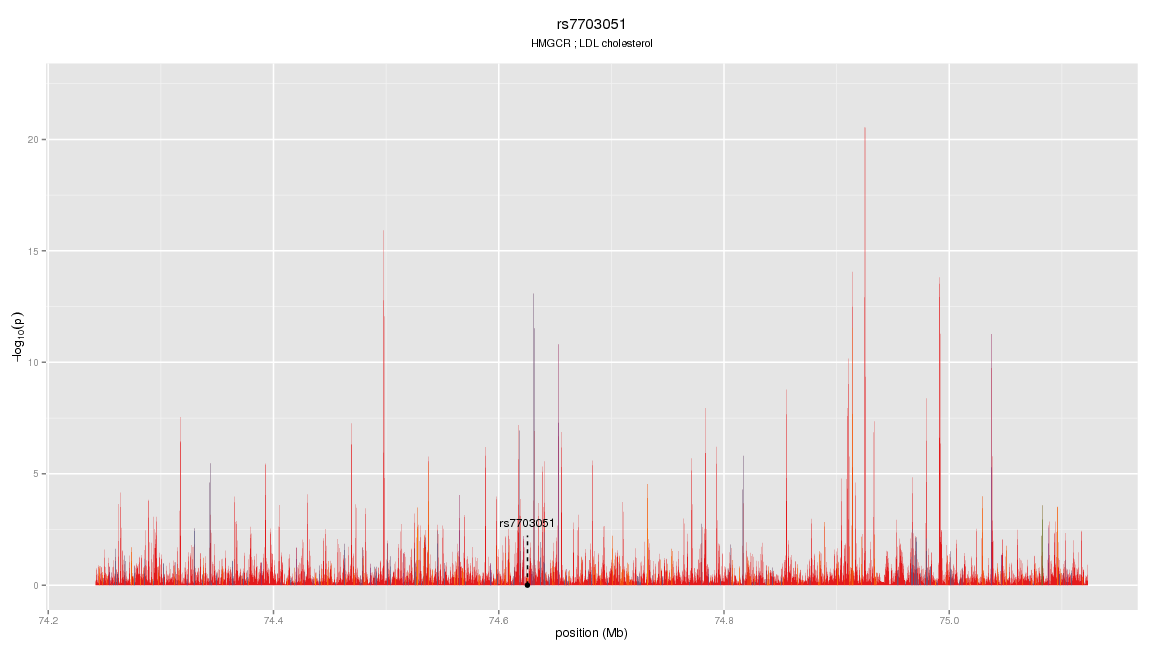 rs7703051
HMGCR ; LDL cholesterol
20
15
10
5
0
−log10(p)
rs7703051
74.2 74.4 74.6 74.8 75.0
position (Mb)